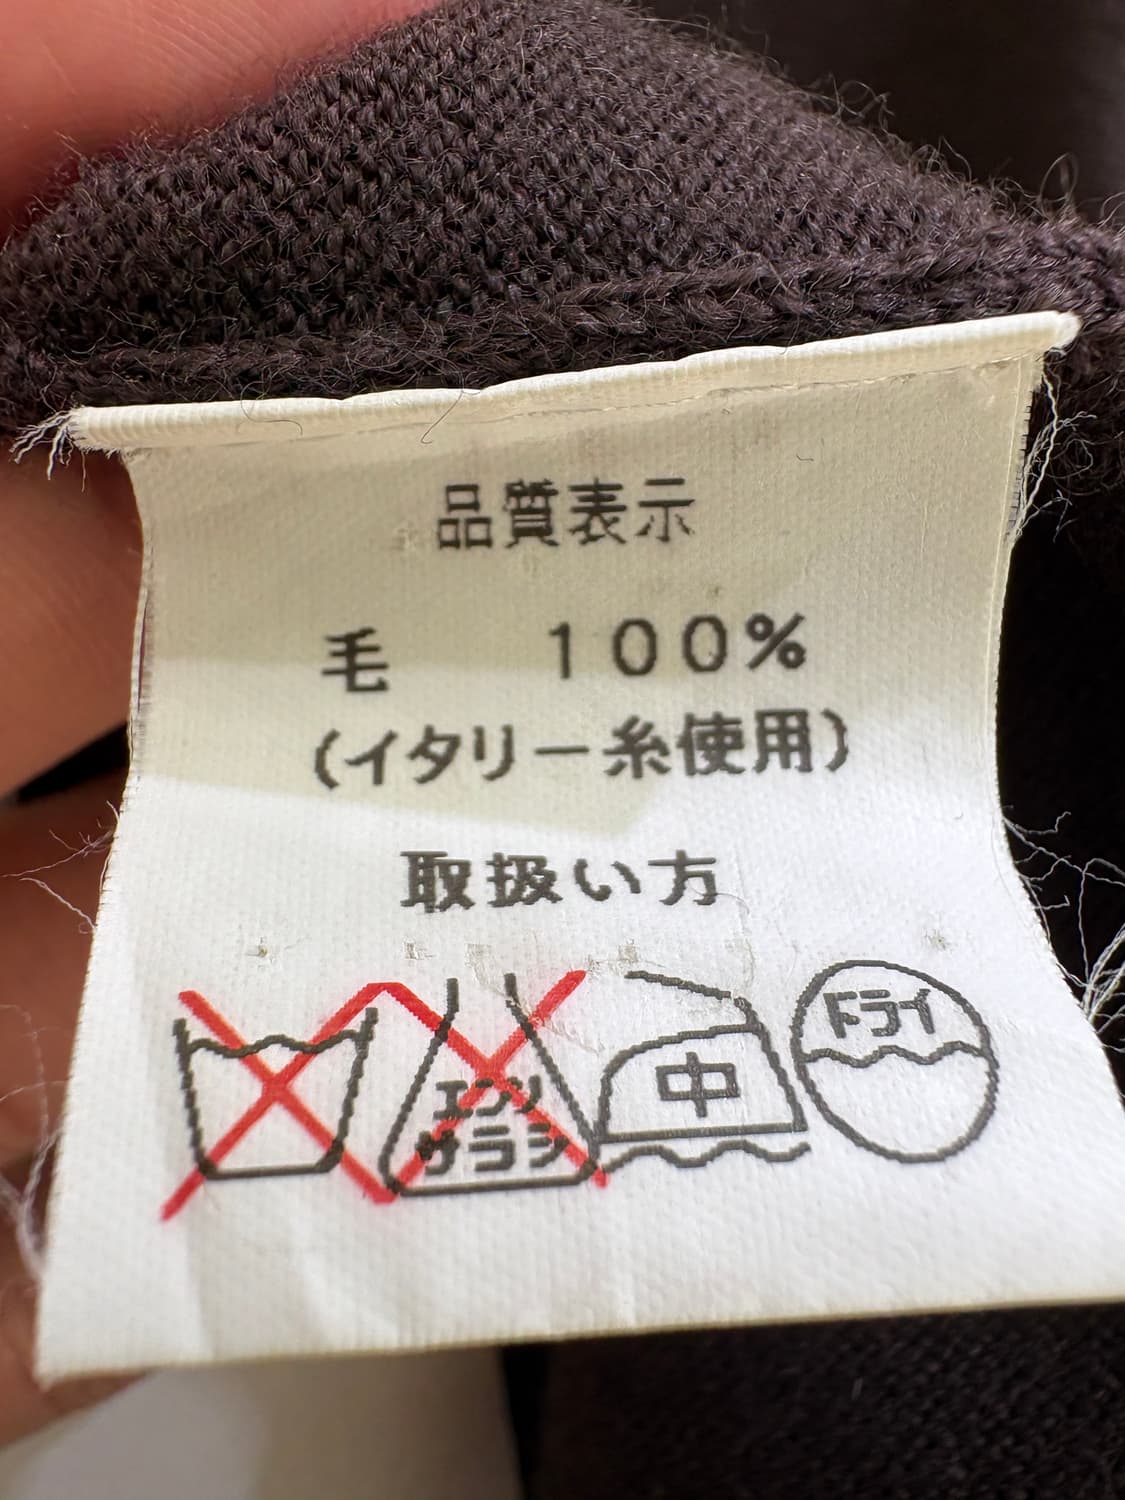 品質表示
毛 100%
(イタリー糸使用)
取扱い方
エンソ
サラシ
中
ドライ